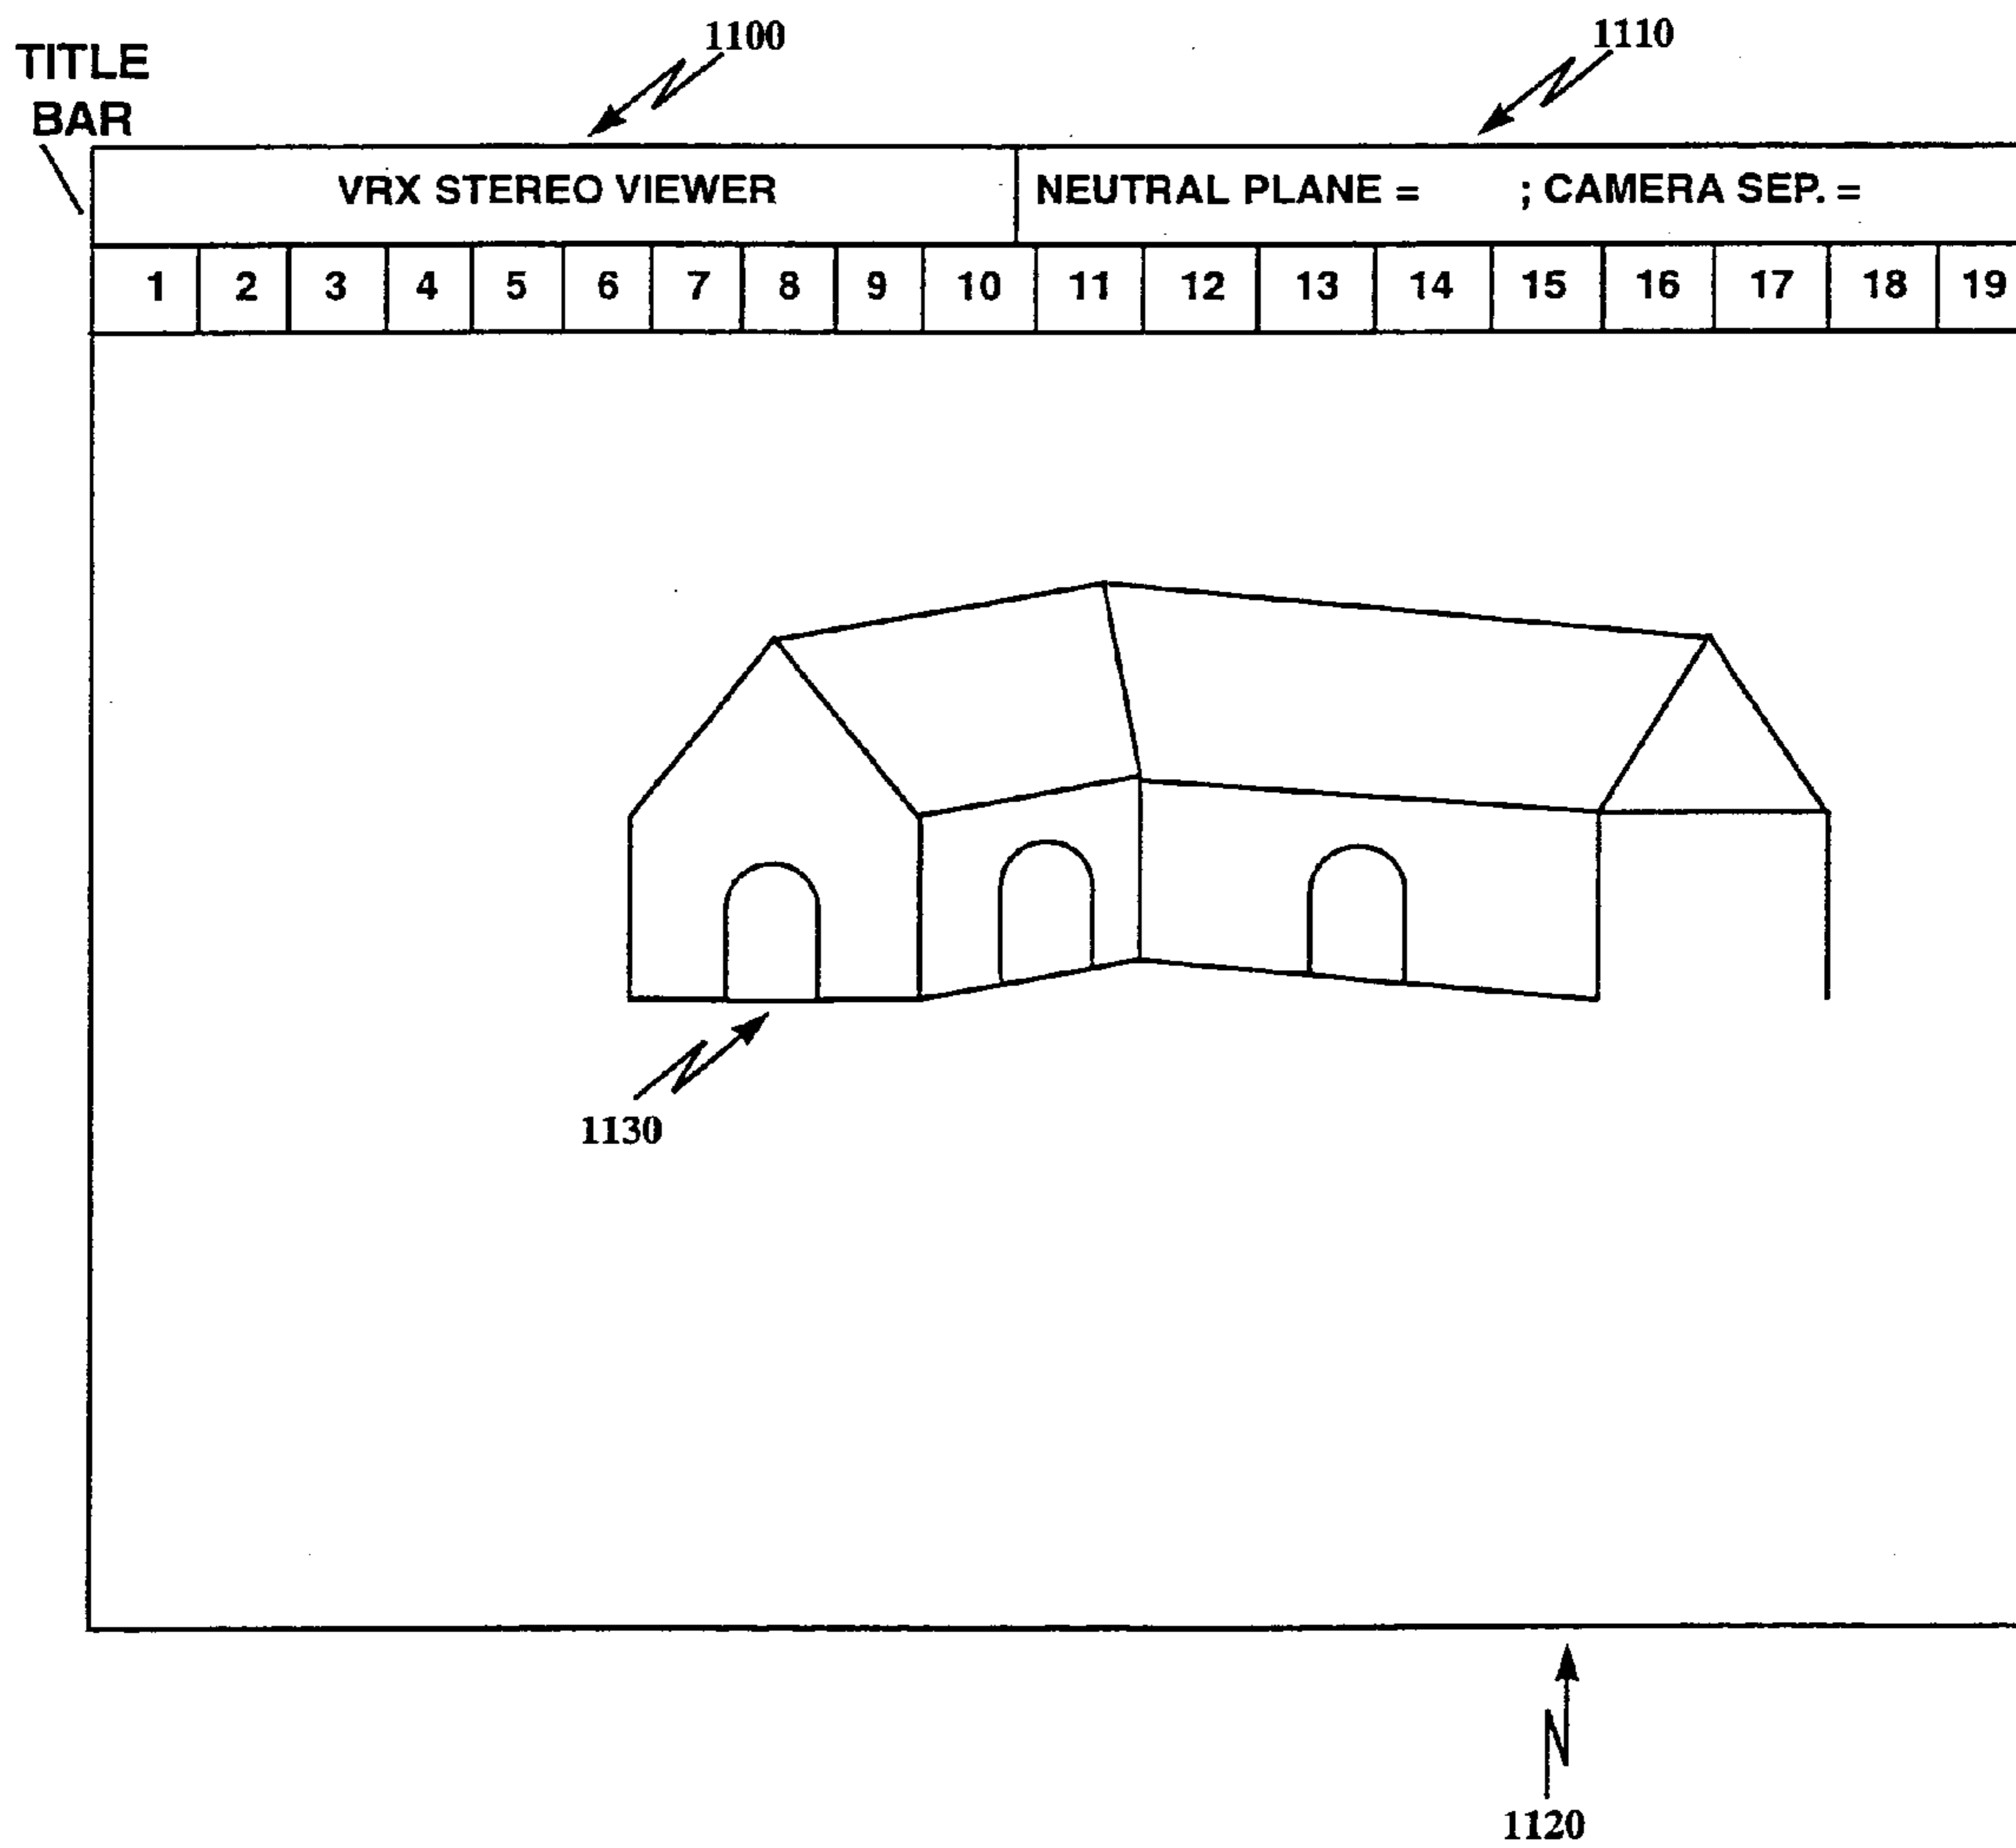 1100
1110
TITLE
BAR
VRX STEREO VIEWER
NEUTRAL PLANE = ; CAMERA SEP. =
1 2 3 4 5 6 7 8 9 10 11 12 13 14 15 16 17 18 19
1130
1120